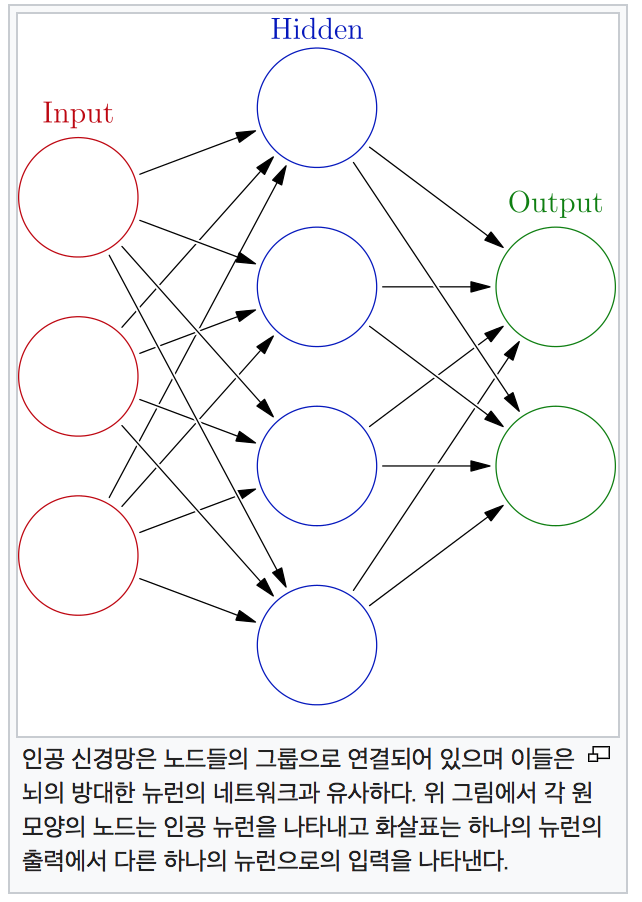 Hidden
Input
Output
인공 신경망은 노드들의 그룹으로 연결되어 있으며 이들은
뇌의 방대한 뉴런의 네트워크과 유사하다. 위 그림에서 각 원
모양의 노드는 인공 뉴런을 나타내고 화살표는 하나의 뉴런의
출력에서 다른 하나의 뉴런으로의 입력을 나타낸다.